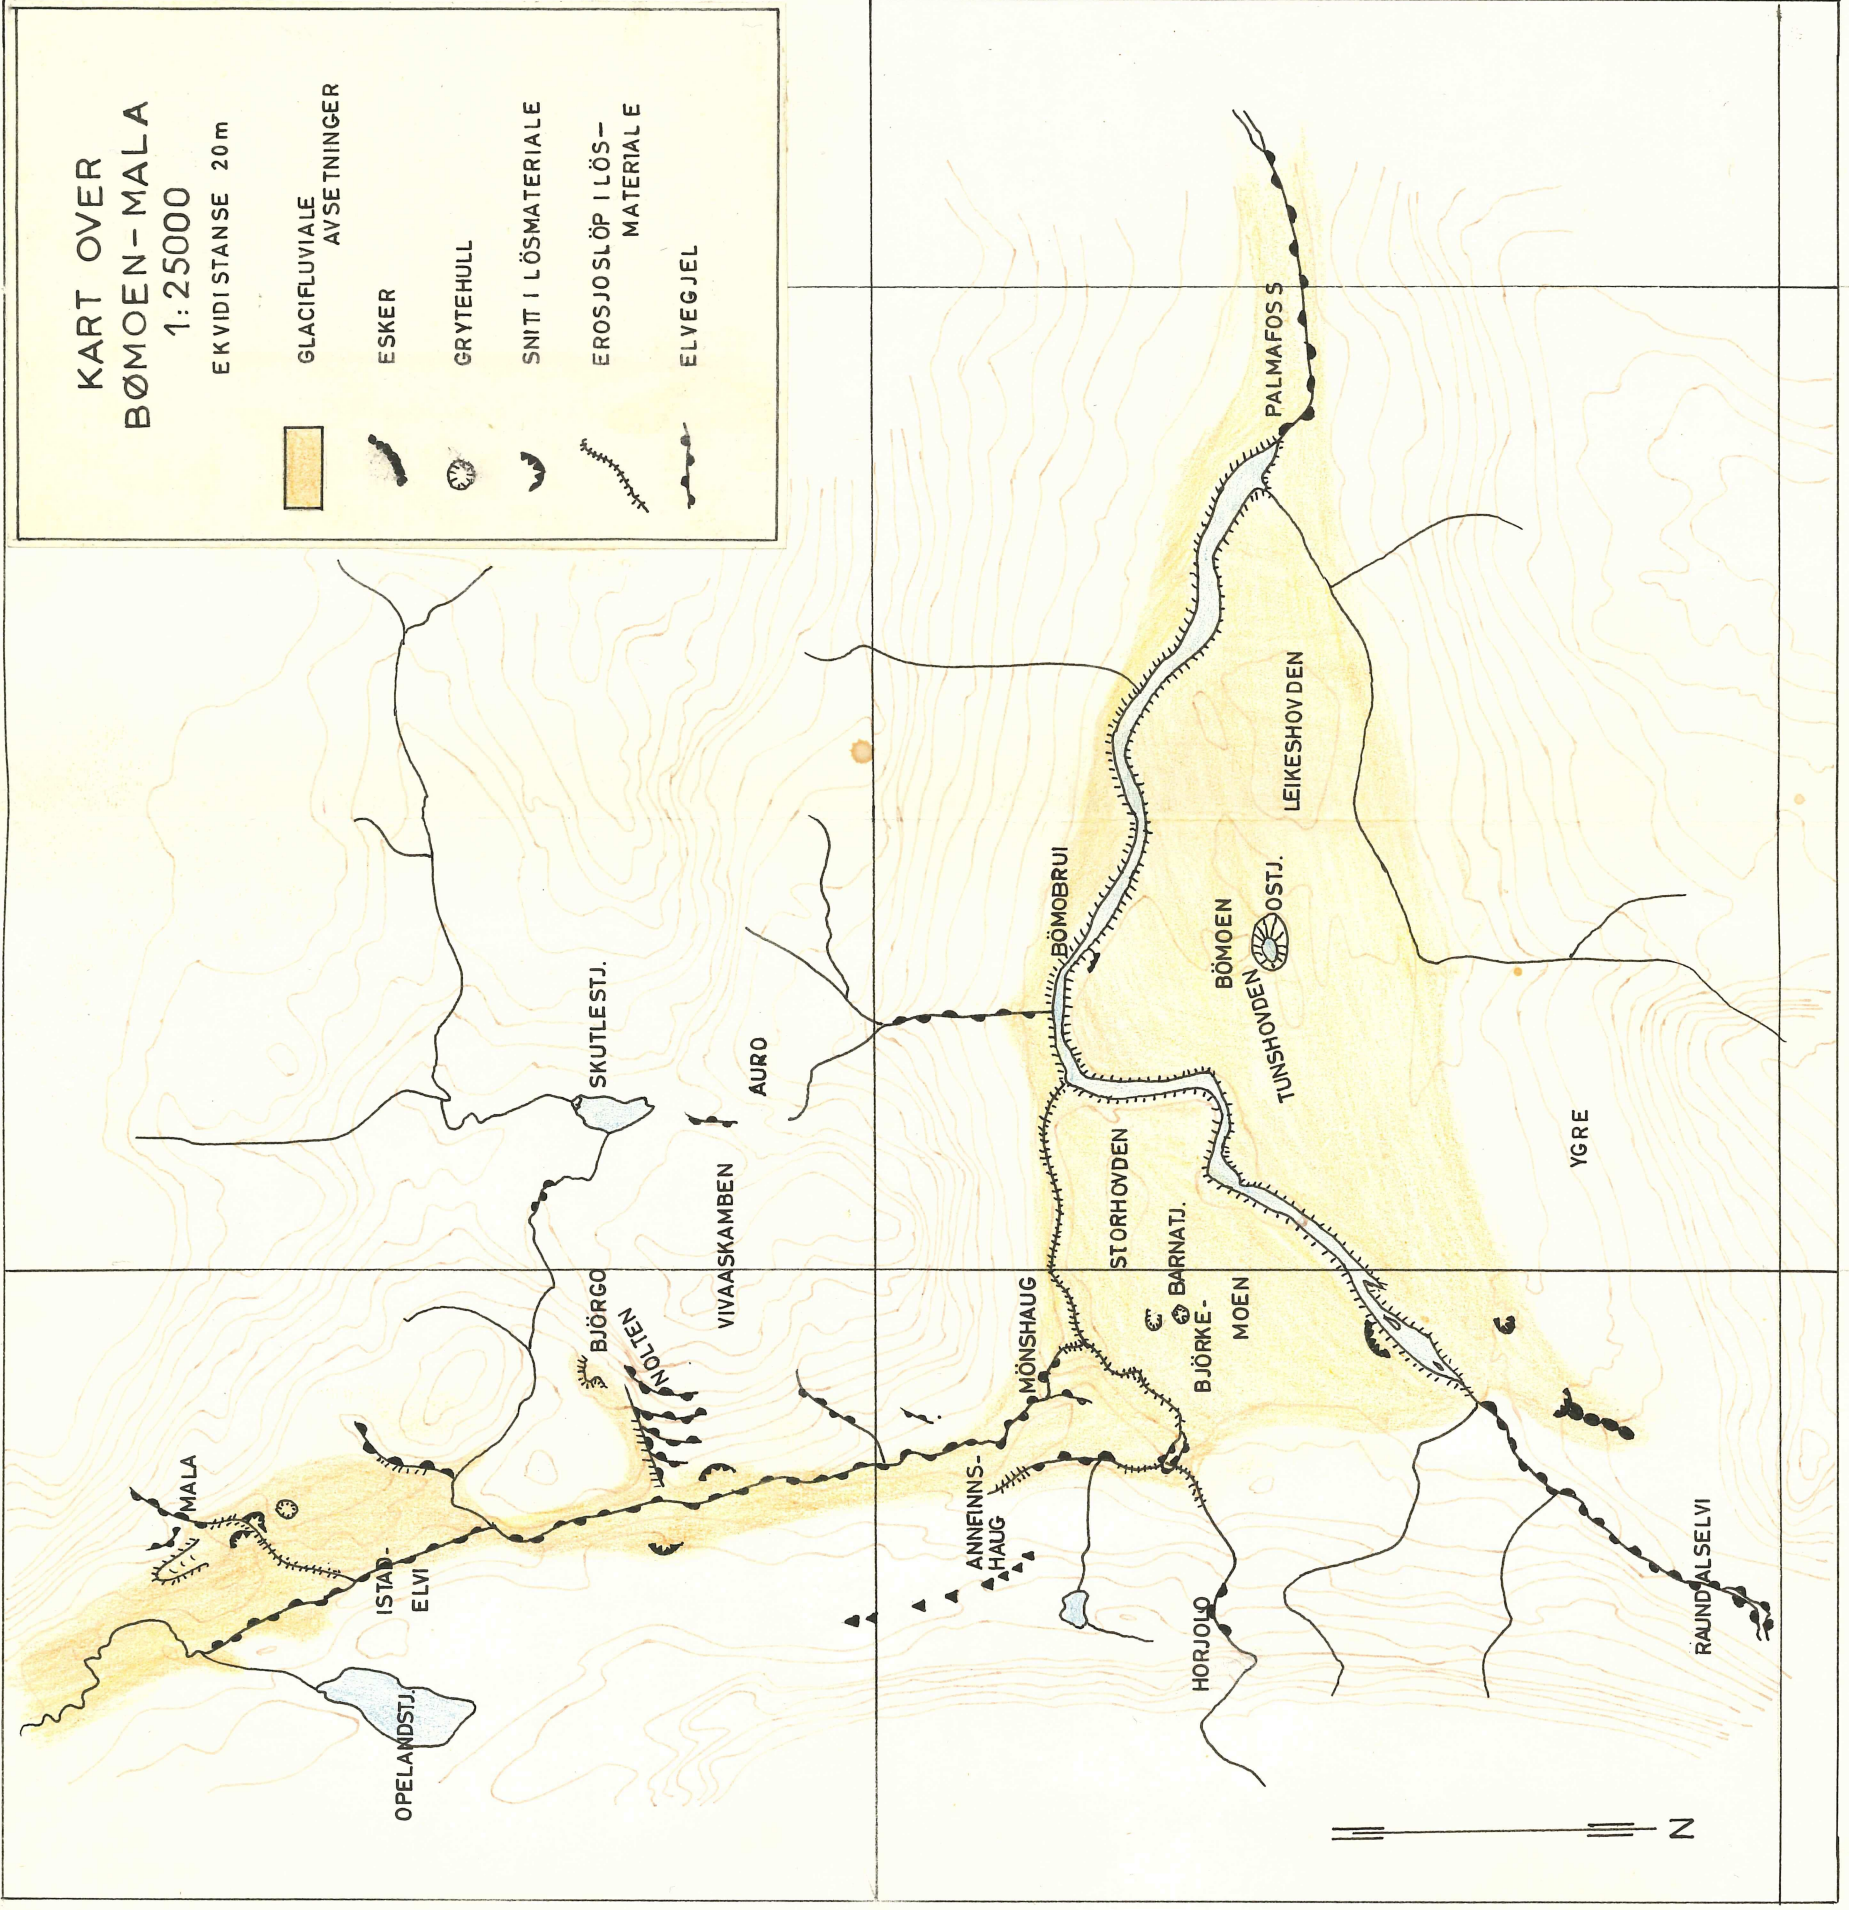 KART OVER
BØMOEN-MALA
1:25000
EKVIDISTANSE 20m
GLACIFLUVIALE
AVSETNINGER
ESKER
GRYTEHULL
SNITT I LÖSMATERIALE
EROSJOSLÖP I LÖS-
MATERIALE
ELVEGJEL
MALA
ISTAD-
ELVI
OPELANDSTJ.
BJÖRGO
NOLTEN
SKUTLESTJ.
VIVAASKAMBEN
AURO
ANNFINNS-
HAUG
MÖNSHAUG
BÖMOBRUI
STORHOVDEN
BARNATJ.
BJÖRKE-
MOEN
HORJOLO
BÖMOEN
TUNSHOVDEN
OSTJ.
LEIKESHOVDEN
PALMAFOSS
YGRE
RAUNDALSELVI
N